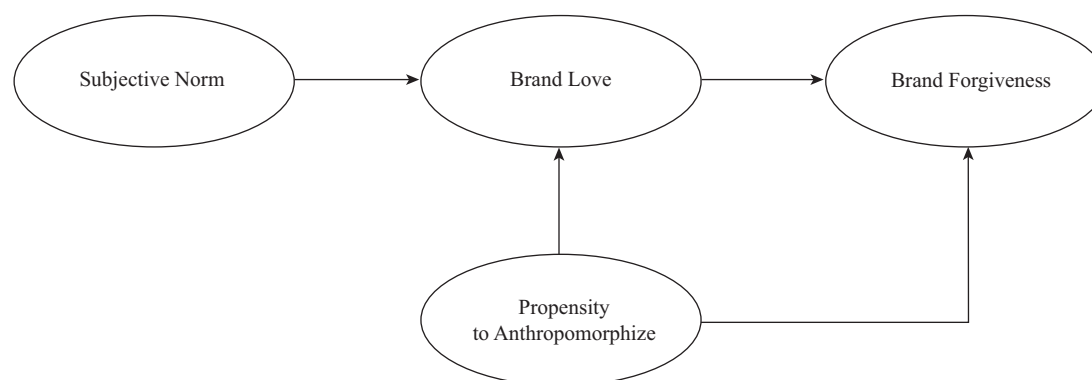 Subjective Norm
Brand Love
Brand Forgiveness
Propensity
to Anthropomorphize